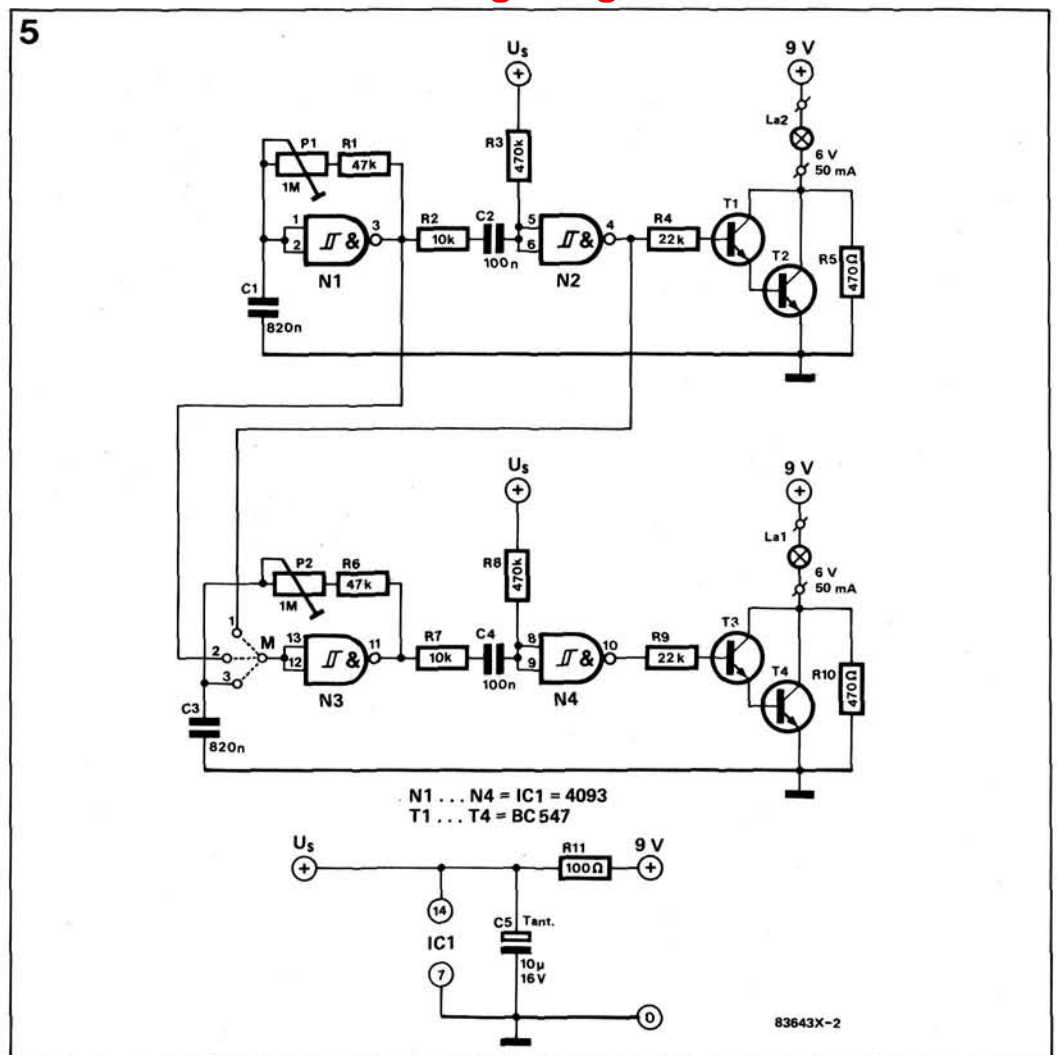 5
Us
+
9 V
+
La2
6 V
50 mA
P1
1M
R1
47k
R3
470k
1
2
3
N1
R2
10k
C2
100n
5
6
4
N2
R4
22k
T1
T2
R5
470Ω
C1
820n
&
&
Us
+
9 V
+
La1
6 V
50 mA
P2
1M
R6
47k
R8
470k
1
2
3
M
13
12
11
N3
R7
10k
C4
100n
8
9
10
N4
R9
22k
T3
T4
R10
470Ω
C3
820n
&
&
N1 . . . N4 = IC1 = 4093
T1 . . . T4 = BC 547
Us
+
R11
100Ω
9 V
+
14
IC1
7
C5
Tant.
10µ
16V
0
83643X-2